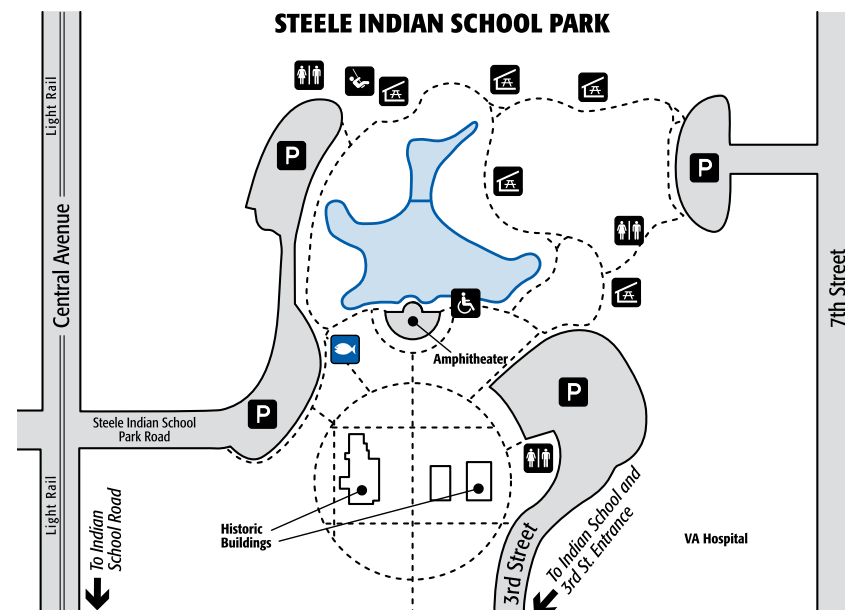 STEELE INDIAN SCHOOL PARK
Light Rail
Central Avenue
P
P
7th Street
Amphitheater
P
P
Steele Indian School
Park Road
Light Rail
To Indian
School Road
Historic
Buildings
3rd Street
To Indian School and
3rd St. Entrance
VA Hospital